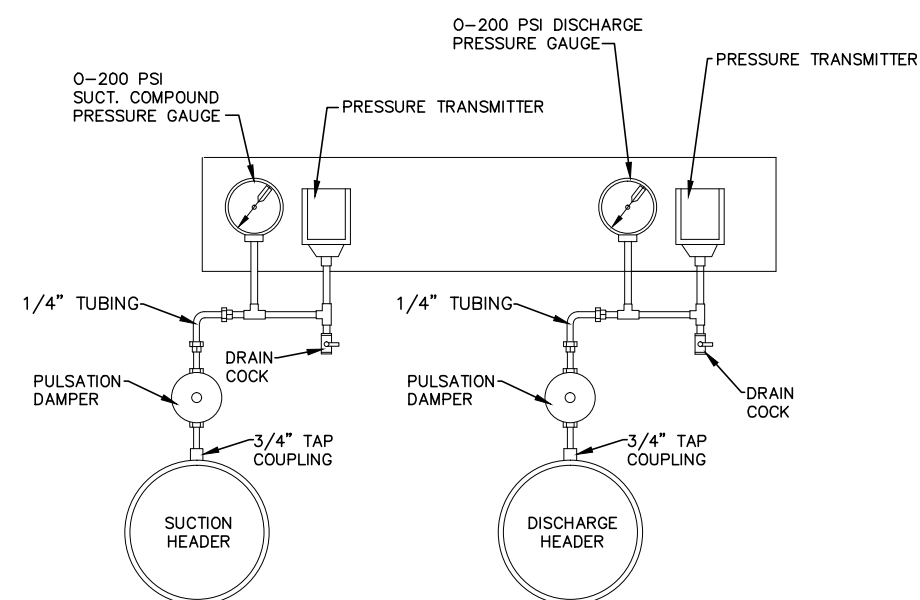 0-200 PSI DISCHARGE
PRESSURE GAUGE
PRESSURE TRANSMITTER
0-200 PSI
SUCT. COMPOUND
PRESSURE GAUGE
PRESSURE TRANSMITTER
1/4" TUBING
1/4" TUBING
DRAIN
COCK
PULSATION
DAMPER
PULSATION
DAMPER
DRAIN
COCK
3/4" TAP
COUPLING
3/4" TAP
COUPLING
SUCTION
HEADER
DISCHARGE
HEADER